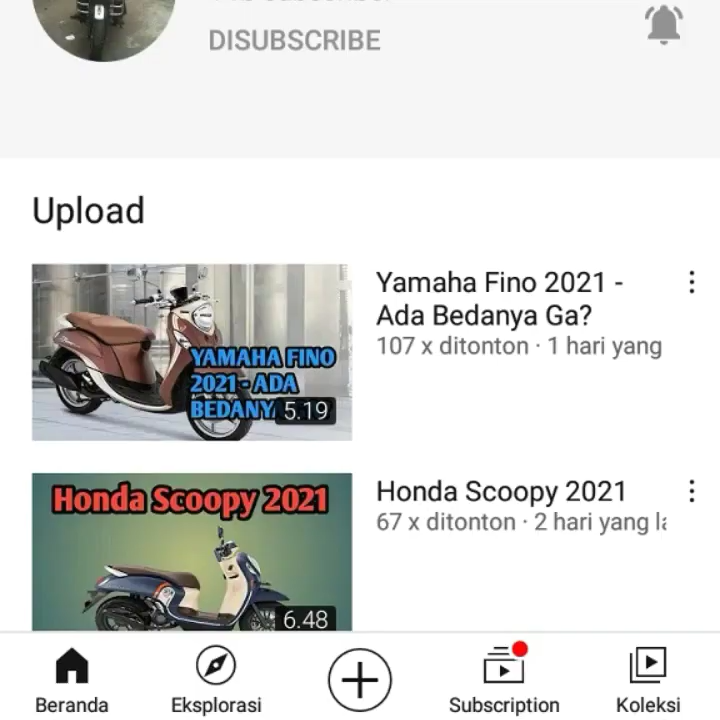 DISUBSCRIBE
Upload
YAMAHA FINO
2021 - ADA
BEDANY
5.19
Yamaha Fino 2021 -
Ada Bedanya Ga?
107 x ditonton · 1 hari yang
Honda Scoopy 2021
6.48
Honda Scoopy 2021
67 x ditonton · 2 hari yang
Beranda
Eksplorasi
Subscription
Koleksi